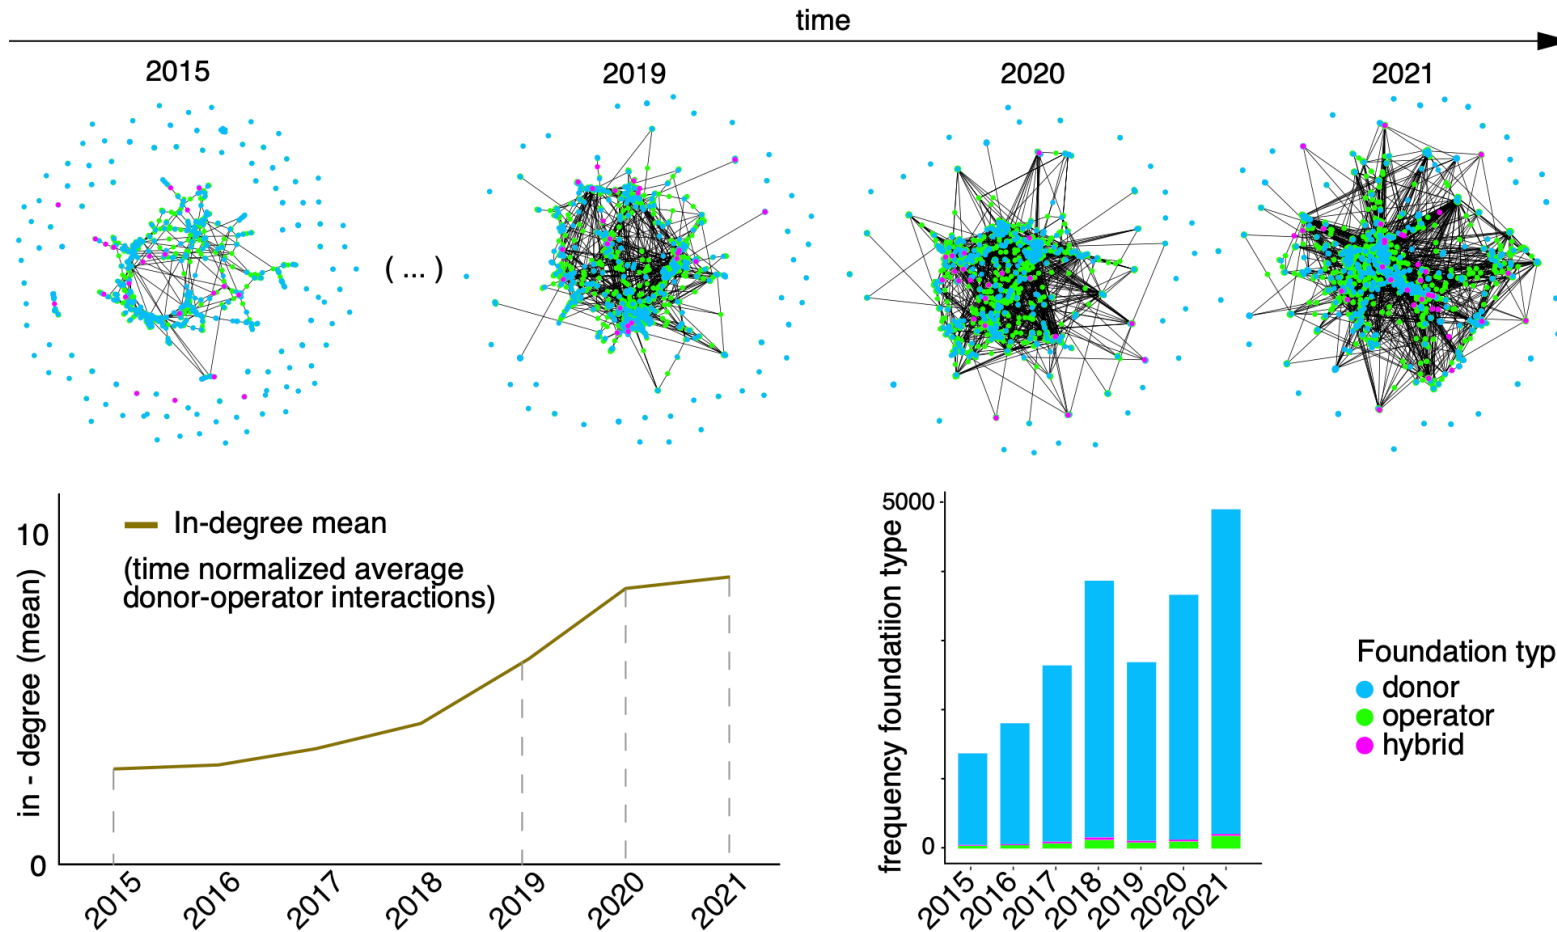 time
2015
2019
2020
2021
( ... )
in - degree (mean)
10
0
In-degree mean
(time normalized average
donor-operator interactions)
2015
2016
2017
2018
2019
2020
2021
frequency foundatiion type
5000
0
2015
2016
2017
2018
2019
2020
2021
Foundation typ
donor
operator
hybrid